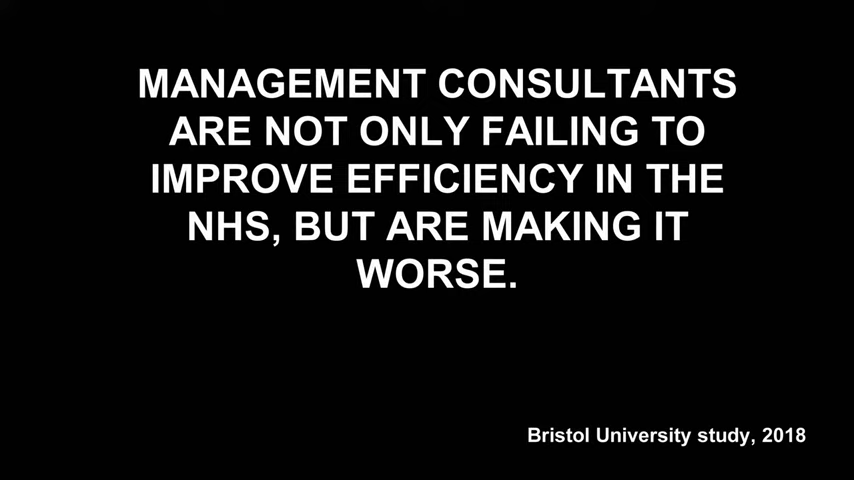 MANAGEMENT CONSULTANTS
ARE NOT ONLY FAILING TO
IMPROVE EFFICIENCY IN THE
NHS, BUT ARE MAKING IT
WORSE.
Bristol University study, 2018